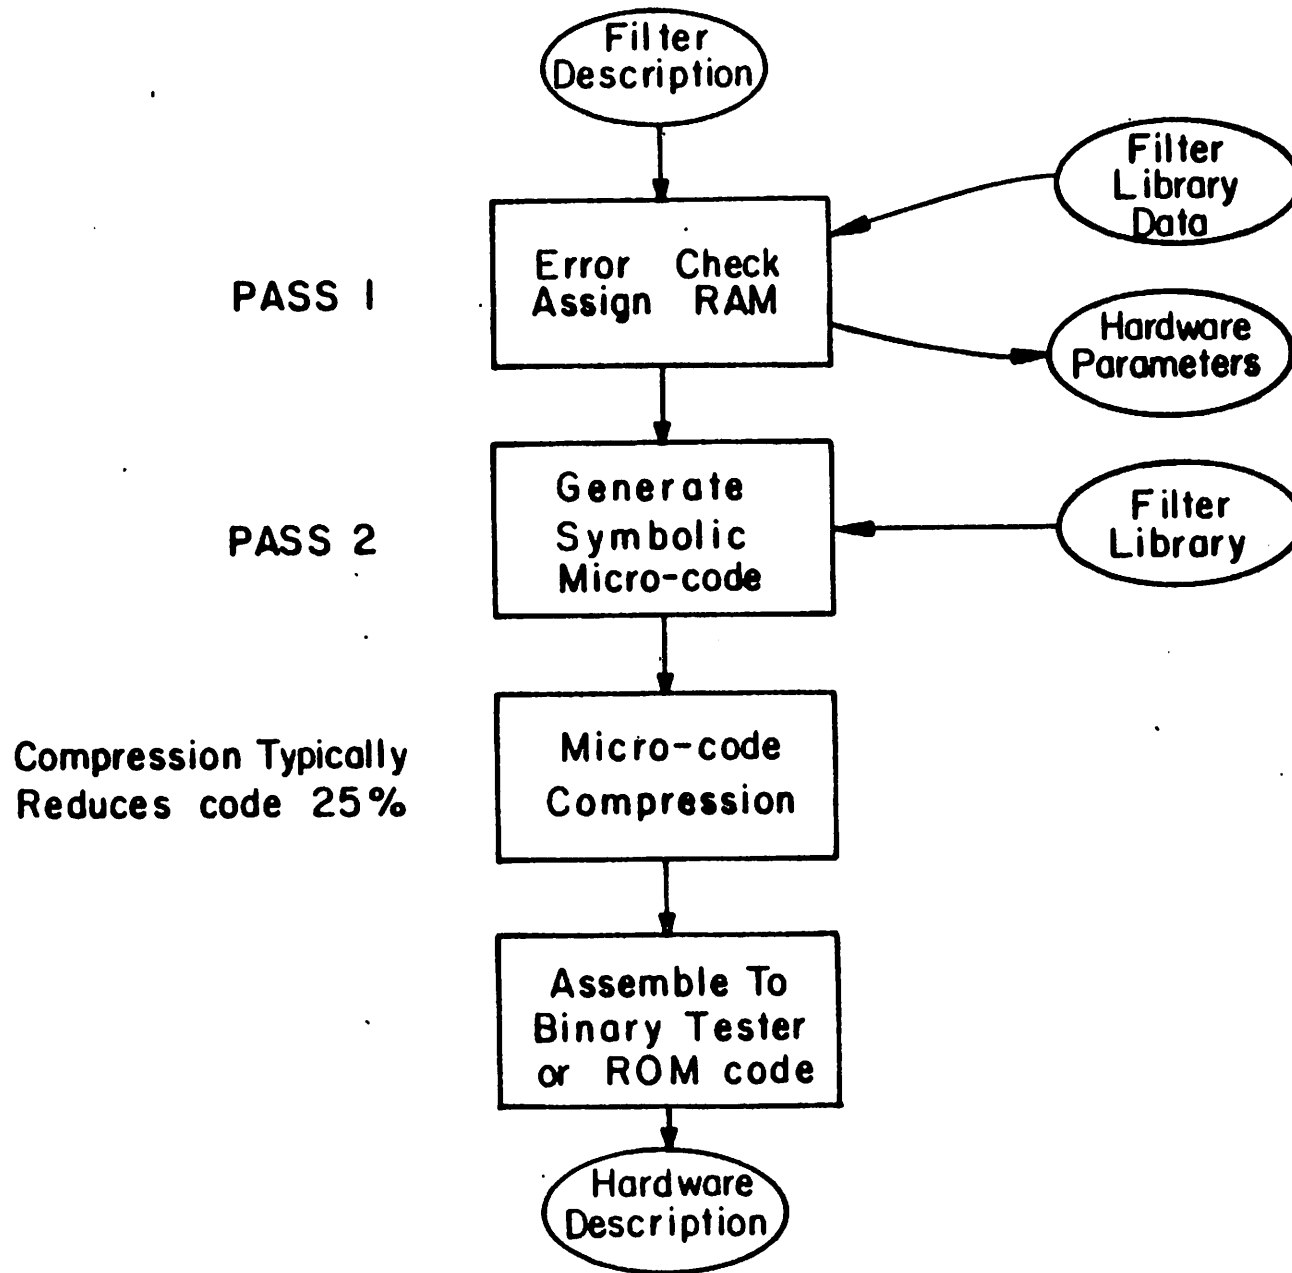 Filter
Description
Filter
Library
Data
PASS 1
Error Check
Assign RAM
Hardware
Parameters
PASS 2
Generate
Symbolic
Micro-code
Filter
Library
Compression Typically
Reduces code 25%
Micro-code
Compression
Assemble To
Binary Tester
or ROM code
Hardware
Description